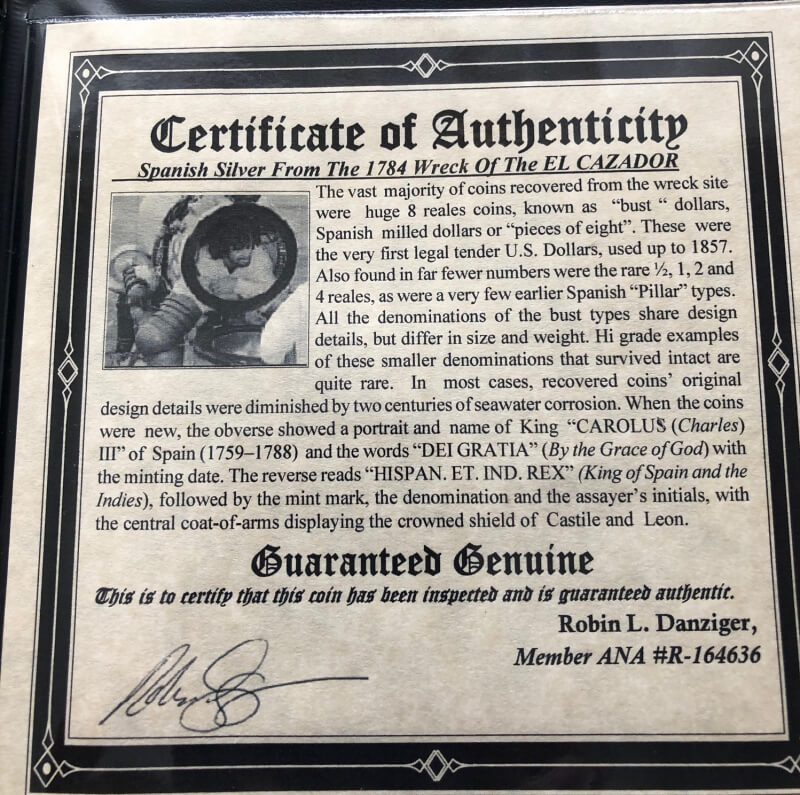 Certificate of Authenticity
Spanish Silver From The 1784 Wreck Of The EL CAZADOR
The vast majority of coins recovered from the wreck site
were huge 8 reales coins, known as “bust “ dollars,
Spanish milled dollars or “pieces of eight”. These were
the very first legal tender U.S. Dollars, used up to 1857.
Also found in far fewer numbers were the rare ½, 1, 2 and
4 reales, as were a very few earlier Spanish “Pillar” types.
All the denominations of the bust types share design
details, but differ in size and weight. Hi grade examples
of these smaller denominations that survived intact are
quite rare. In most cases, recovered coins’ original
design details were diminished by two centuries of seawater corrosion. When the coins
were new, the obverse showed a portrait and name of King “CAROLUS (Charles)
III” of Spain (1759–1788) and the words “DEI GRATIA” (By the Grace of God) with
the minting date. The reverse reads “HISPAN. ET. IND. REX” (King of Spain and the
Indies), followed by the mint mark, the denomination and the assayer’s initials, with
the central coat-of-arms displaying the crowned shield of Castile and Leon.
Guaranteed Genuine
This is to certify that this coin has been inspected and is guaranteed authentic.
Robin L. Danziger,
Member ANA #R-164636